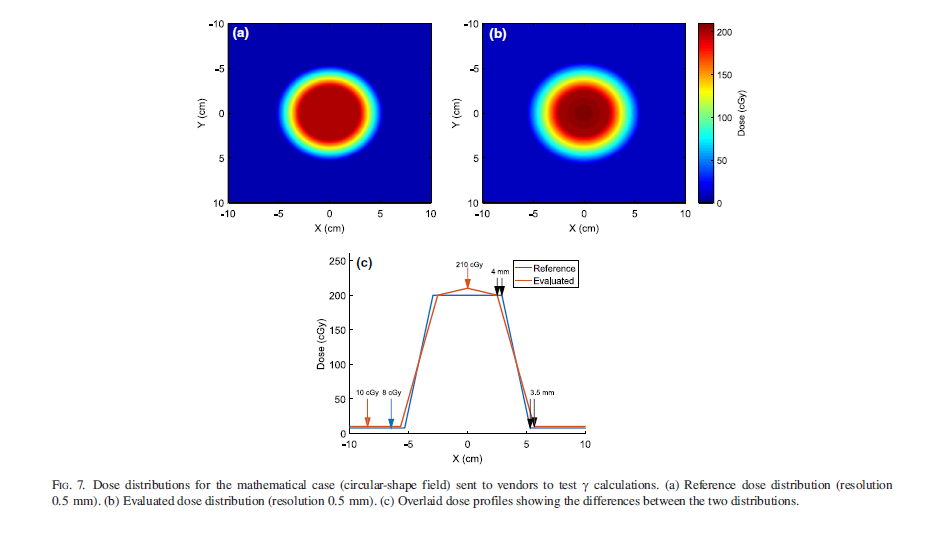 (a)
-10
-5
0
5
10
Y (cm)
-10 -5 0 5 10
X (cm)
(b)
-10
-5
0
5
10
Y (cm)
-10 -5 0 5 10
X (cm)
200
150
100
50
0
Dose (cGy)
(c)
250
200
150
100
50
0
Dose (cGy)
210 cGy
4 mm
Reference
Evaluated
10 cGy 8 cGy
3.5 mm
-10 -5 0 5 10
X (cm)
FIG. 7. Dose distributions for the mathematical case (circular-shape field) sent to vendors to test γ calculations. (a) Reference dose distribution (resolution
0.5 mm). (b) Evaluated dose distribution (resolution 0.5 mm). (c) Overlaid dose profiles showing the differences between the two distributions.